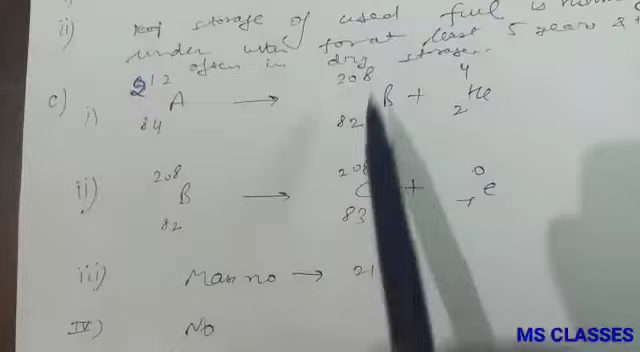 ii) storage of used fuel is
under for at least 5 years &
often in dry storage.
c) 212 208 4
i) A → B + He
84 82 2
208 208 0
ii) B → C + e
82 83 -1
iii) Mass no → 21
IV) No
MS CLASSES